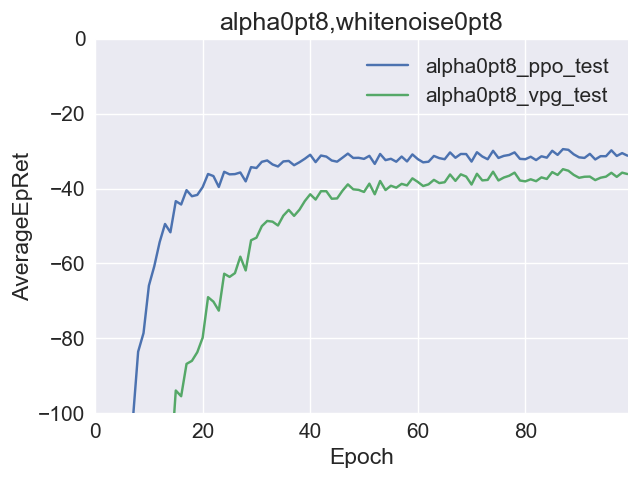 alpha0pt8,whitenoise0pt8
alpha0pt8_ppo_test
alpha0pt8_vpg_test
AverageEpRet
0
−20
−40
−60
−80
−100
0 20 40 60 80
Epoch